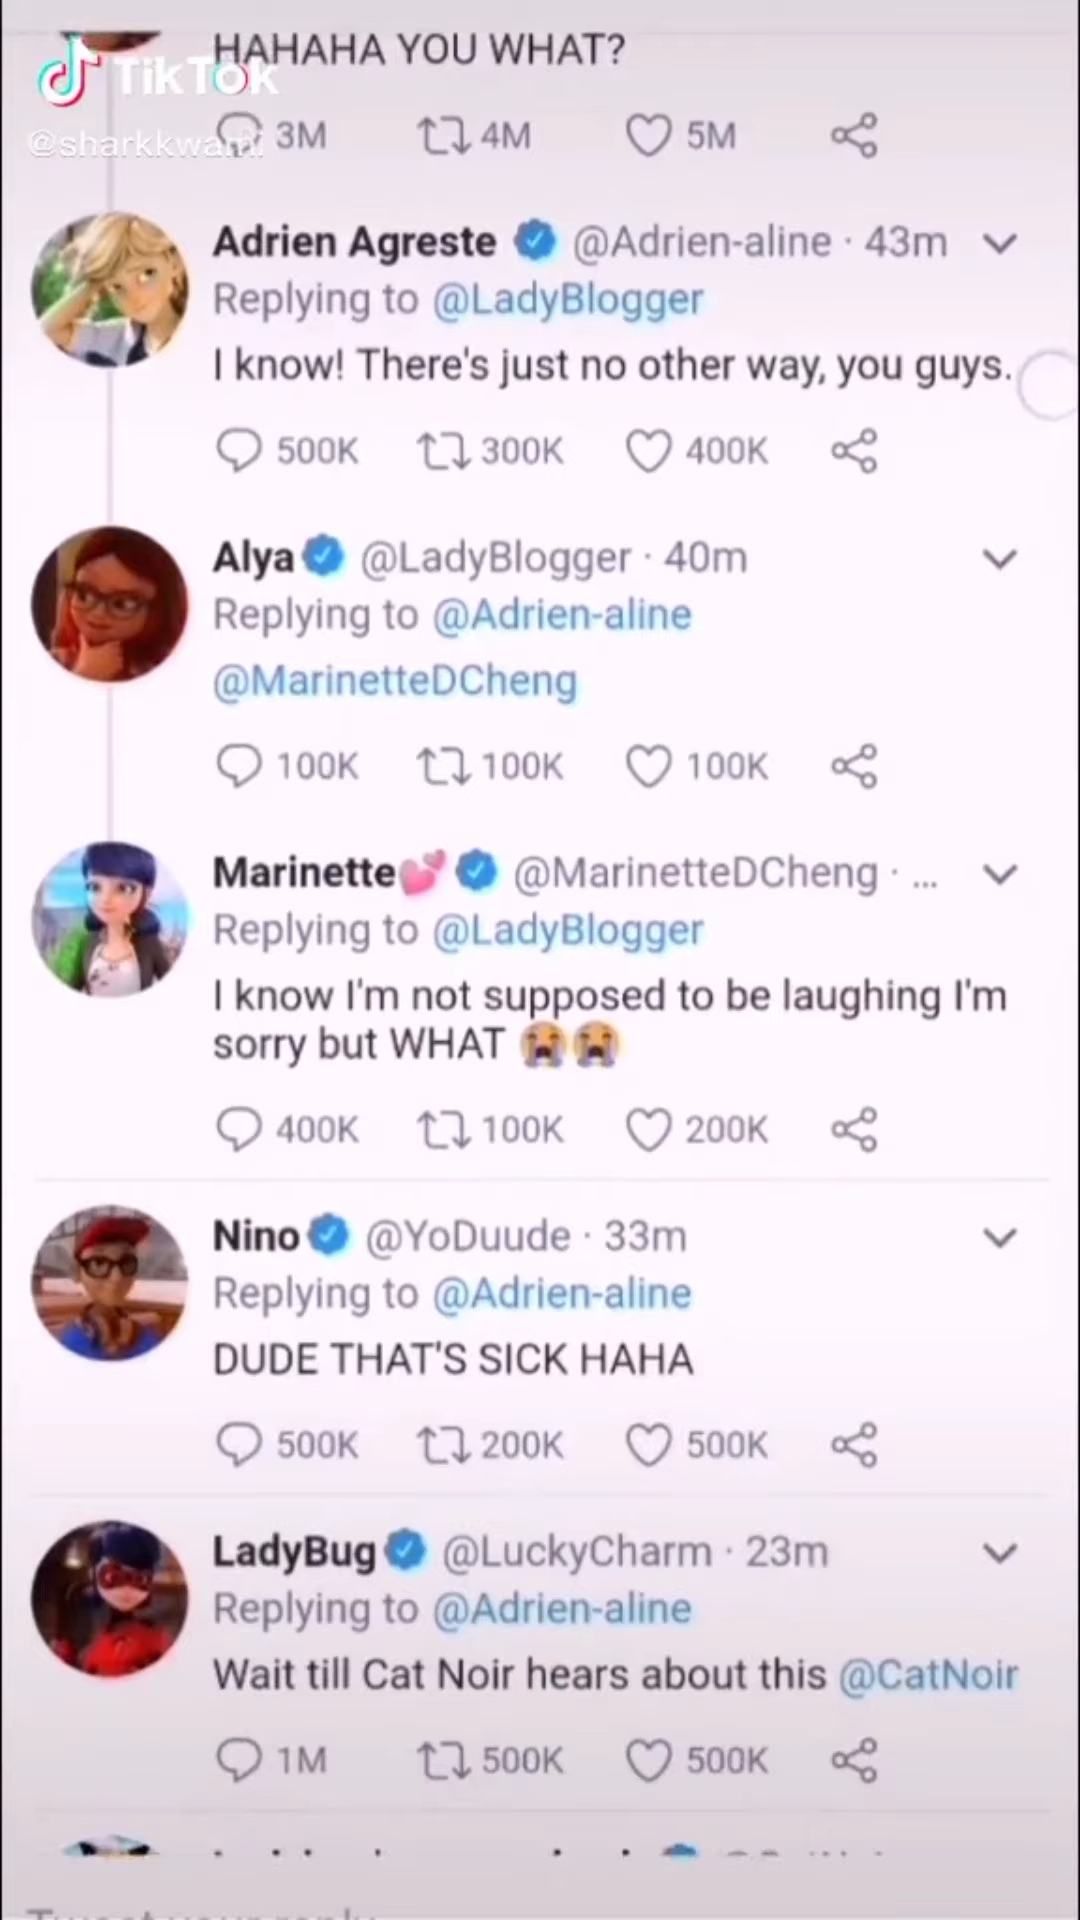 HAHAHA YOU WHAT?
TikTok
@sharkkwami
3M 4M 5M
Adrien Agreste @Adrien-aline · 43m
Replying to @LadyBlogger
I know! There's just no other way, you guys.
500K 300K 400K
Alya @LadyBlogger · 40m
Replying to @Adrien-aline
@MarinetteDCheng
100K 100K 100K
Marinette💕 @MarinetteDCheng · ...
Replying to @LadyBlogger
I know I'm not supposed to be laughing I'm
sorry but WHAT 😭😭
400K 100K 200K
Nino @YoDuude · 33m
Replying to @Adrien-aline
DUDE THAT'S SICK HAHA
500K 200K 500K
LadyBug @LuckyCharm · 23m
Replying to @Adrien-aline
Wait till Cat Noir hears about this @CatNoir
1M 500K 500K
Tweet your reply